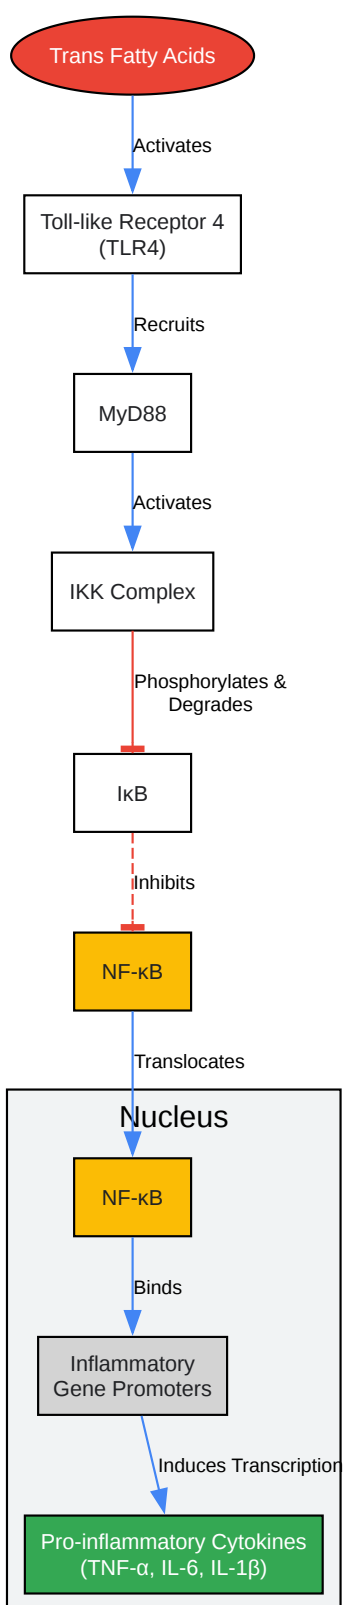 Trans Fatty Acids
Activates
Toll-like Receptor 4
(TLR4)
Recruits
MyD88
Activates
IKK Complex
Phosphorylates &
Degrades
IκB
Inhibits
NF-κB
Translocates
Nucleus
NF-κB
Binds
Inflammatory
Gene Promoters
Induces Transcription
Pro-inflammatory Cytokines
(TNF-α, IL-6, IL-1β)